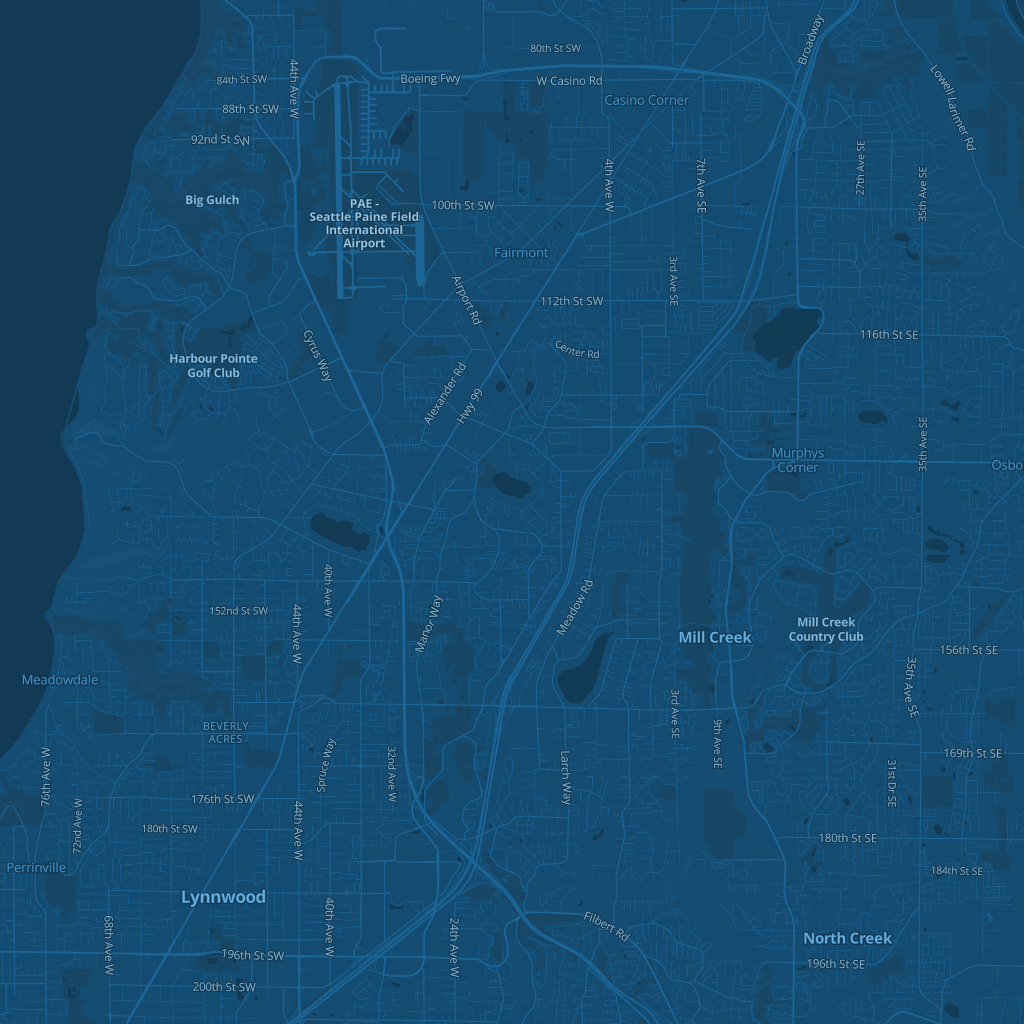 Broadway
80th St SW
84th St SW
44th Ave W
Boeing Fwy
W Casino Rd
Casino Corner
Lowell Larimer Rd
88th St SW
92nd St SW
27th Ave SE
35th Ave SE
4th Ave W
7th Ave SE
Big Gulch
PAE -
Seattle Paine Field
International
Airport
100th St SW
Fairmont
3rd Ave SE
Airport Rd
112th St SW
116th St SE
Cyrus Way
Center Rd
Harbour Pointe
Golf Club
Alexander Rd
Hwy 99
35th Ave SE
Murphys
Corner
Osbo
40th Ave W
152nd St SW
44th Ave W
Manor Way
Meadow Rd
Mill Creek
Mill Creek
Country Club
156th St SE
Meadowdale
35th Ave SE
3rd Ave SE
9th Ave SE
BEVERLY
ACRES
169th St SE
76th Ave W
Spruce Way
32nd Ave W
Larch Way
31st Dr SE
176th St SW
72nd Ave W
180th St SW
44th Ave W
180th St SE
Perrinville
184th St SE
Lynnwood
68th Ave W
40th Ave W
24th Ave W
Filbert Rd
North Creek
196th St SW
196th St SE
200th St SW